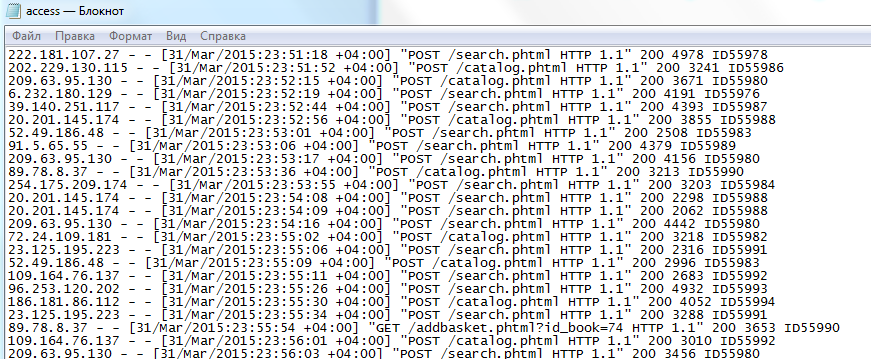 access — Блокнот
Файл Правка Формат Вид Справка
222.181.107.27 - - [31/Mar/2015:23:51:18 +04:00] "POST /search.phtml HTTP 1.1" 200 4978 ID55978
202.229.130.115 - - [31/Mar/2015:23:51:52 +04:00] "POST /catalog.phtml HTTP 1.1" 200 3241 ID55986
209.63.95.130 - - [31/Mar/2015:23:52:15 +04:00] "POST /catalog.phtml HTTP 1.1" 200 3671 ID55980
6.232.180.129 - - [31/Mar/2015:23:52:19 +04:00] "POST /search.phtml HTTP 1.1" 200 4191 ID55976
39.140.251.117 - - [31/Mar/2015:23:52:44 +04:00] "POST /search.phtml HTTP 1.1" 200 4393 ID55987
20.201.145.174 - - [31/Mar/2015:23:52:56 +04:00] "POST /catalog.phtml HTTP 1.1" 200 3855 ID55988
52.49.186.48 - - [31/Mar/2015:23:53:01 +04:00] "POST /search.phtml HTTP 1.1" 200 2508 ID55983
91.5.65.55 - - [31/Mar/2015:23:53:06 +04:00] "POST /search.phtml HTTP 1.1" 200 4379 ID55989
209.63.95.130 - - [31/Mar/2015:23:53:17 +04:00] "POST /search.phtml HTTP 1.1" 200 4156 ID55980
89.78.8.37 - - [31/Mar/2015:23:53:36 +04:00] "POST /catalog.phtml HTTP 1.1" 200 3213 ID55990
254.175.209.174 - - [31/Mar/2015:23:53:55 +04:00] "POST /search.phtml HTTP 1.1" 200 3203 ID55984
20.201.145.174 - - [31/Mar/2015:23:54:08 +04:00] "POST /search.phtml HTTP 1.1" 200 2298 ID55988
20.201.145.174 - - [31/Mar/2015:23:54:09 +04:00] "POST /search.phtml HTTP 1.1" 200 2062 ID55988
209.63.95.130 - - [31/Mar/2015:23:54:16 +04:00] "POST /search.phtml HTTP 1.1" 200 4442 ID55980
72.24.109.181 - - [31/Mar/2015:23:55:02 +04:00] "POST /catalog.phtml HTTP 1.1" 200 3218 ID55982
23.125.195.223 - - [31/Mar/2015:23:55:06 +04:00] "POST /search.phtml HTTP 1.1" 200 2316 ID55991
52.49.186.48 - - [31/Mar/2015:23:55:09 +04:00] "POST /search.phtml HTTP 1.1" 200 2996 ID55983
109.164.76.137 - - [31/Mar/2015:23:55:11 +04:00] "POST /search.phtml HTTP 1.1" 200 2683 ID55992
96.253.120.202 - - [31/Mar/2015:23:55:26 +04:00] "POST /search.phtml HTTP 1.1" 200 4932 ID55993
186.181.86.112 - - [31/Mar/2015:23:55:30 +04:00] "POST /catalog.phtml HTTP 1.1" 200 4052 ID55994
23.125.195.223 - - [31/Mar/2015:23:55:34 +04:00] "POST /search.phtml HTTP 1.1" 200 3288 ID55991
89.78.8.37 - - [31/Mar/2015:23:55:54 +04:00] "GET /addbasket.phtml?id_book=74 HTTP 1.1" 200 3653 ID55990
109.164.76.137 - - [31/Mar/2015:23:56:01 +04:00] "POST /catalog.phtml HTTP 1.1" 200 3010 ID55992
209.63.95.130 - - [31/Mar/2015:23:56:03 +04:00] "POST /search.phtml HTTP 1.1" 200 3456 ID55980